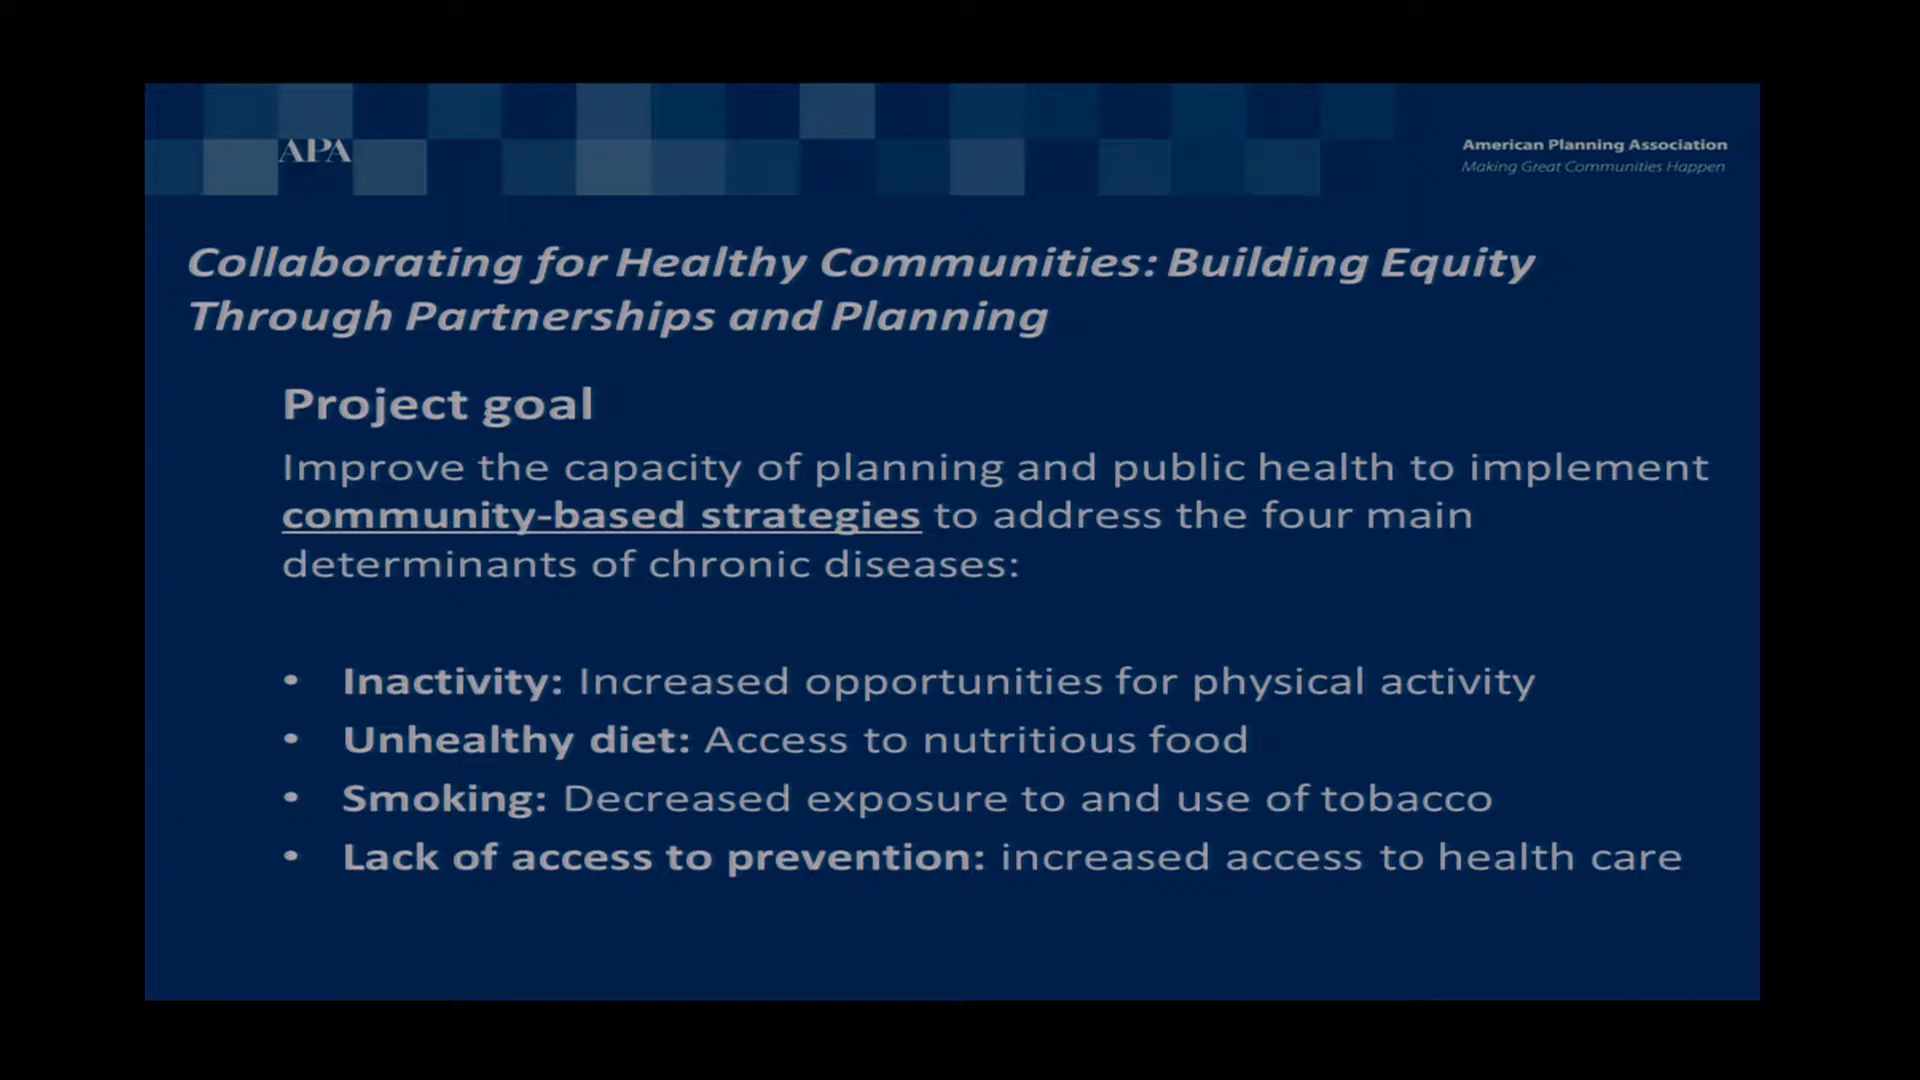 APA
American Planning Association
Making Great Communities Happen
Collaborating for Healthy Communities: Building Equity
Through Partnerships and Planning
Project goal
Improve the capacity of planning and public health to implement
community-based strategies to address the four main
determinants of chronic diseases:
• Inactivity: Increased opportunities for physical activity
• Unhealthy diet: Access to nutritious food
• Smoking: Decreased exposure to and use of tobacco
• Lack of access to prevention: increased access to health care